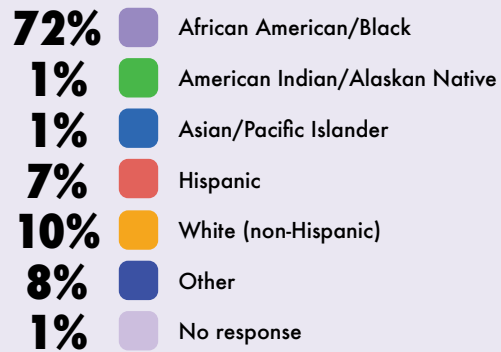 72% African American/Black
1% American Indian/Alaskan Native
1% Asian/Pacific Islander
7% Hispanic
10% White (non-Hispanic)
8% Other
1% No response